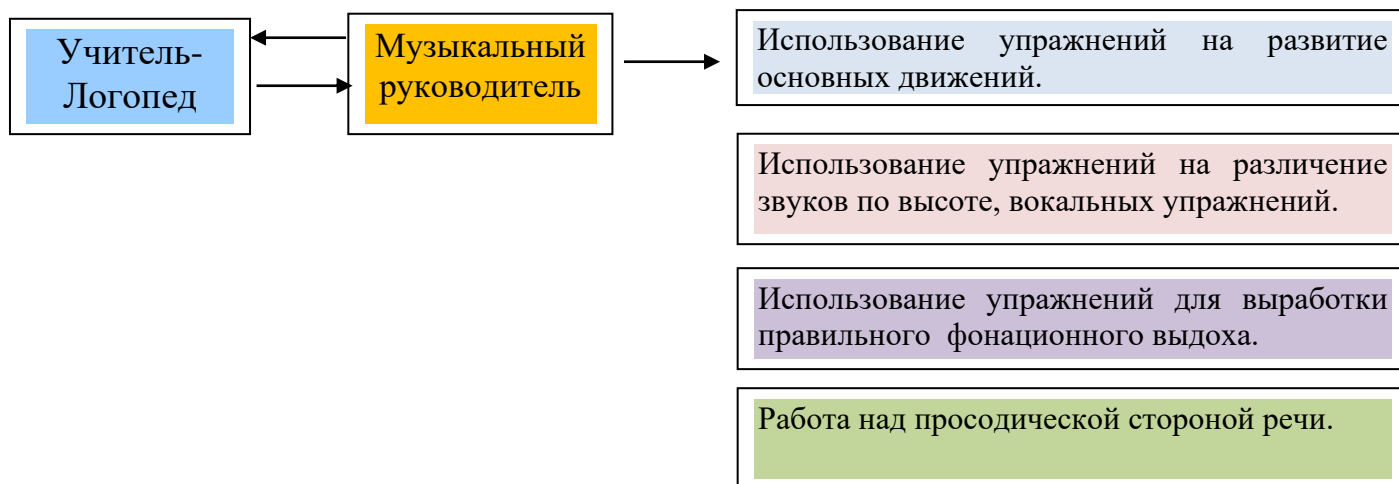 Учитель-
Логопед
Музыкальный
руководитель
Использование упражнений на развитие
основных движений.
Использование упражнений на различение
звуков по высоте, вокальных упражнений.
Использование упражнений для выработки
правильного фонационного выдоха.
Работа над просодической стороной речи.